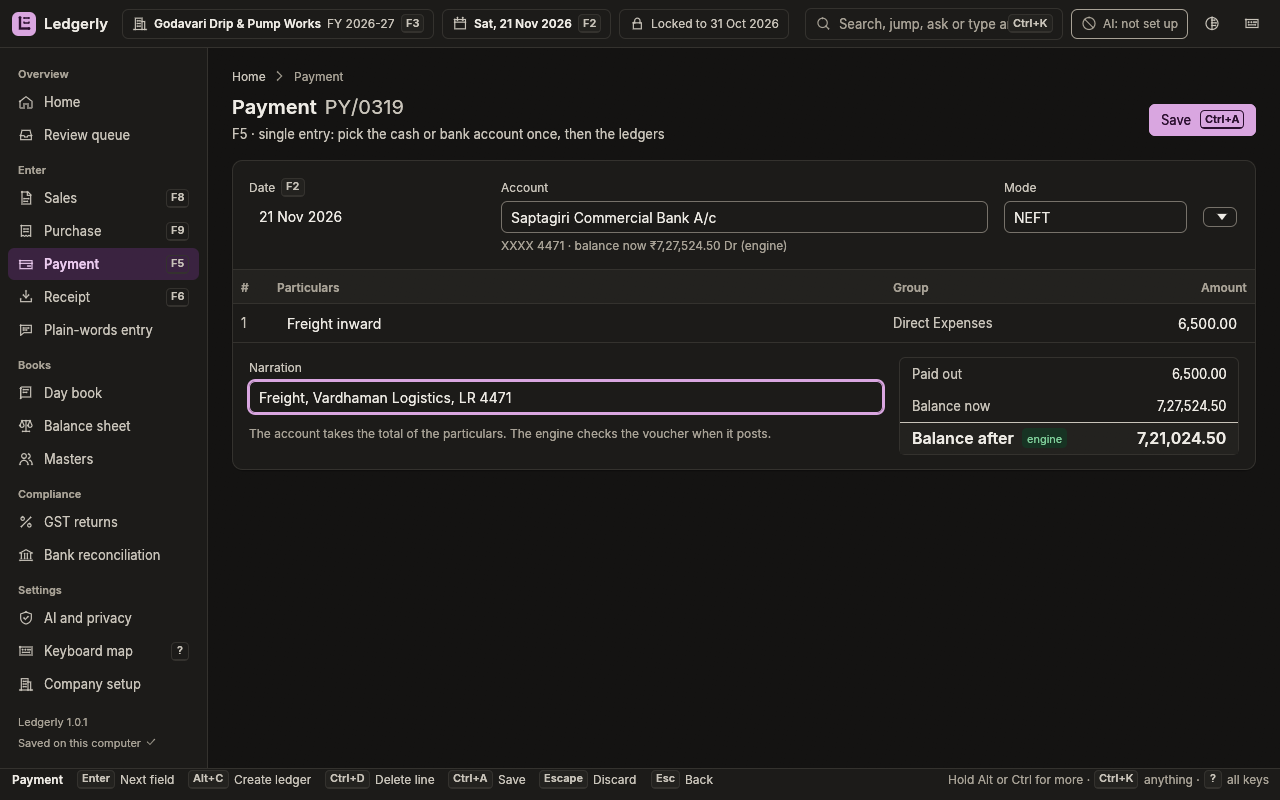 Ledgerly
Godavari Drip & Pump Works FY 2026-27 F3
Sat, 21 Nov 2026 F2
Locked to 31 Oct 2026
Search, jump, ask or type a Ctrl+K
AI: not set up
Overview
Home
Review queue
Enter
Sales F8
Purchase F9
Payment F5
Receipt F6
Plain-words entry
Books
Day book
Balance sheet
Masters
Compliance
GST returns
Bank reconciliation
Settings
AI and privacy
Keyboard map ?
Company setup
Ledgerly 1.0.1
Saved on this computer
Home > Payment
Payment PY/0319
F5 · single entry: pick the cash or bank account once, then the ledgers
Save Ctrl+A
Date F2 Account Mode
21 Nov 2026 Saptagiri Commercial Bank A/c NEFT
XXXX 4471 · balance now ₹7,27,524.50 Dr (engine)
# Particulars Group Amount
1 Freight inward Direct Expenses 6,500.00
Narration
Freight, Vardhaman Logistics, LR 4471
The account takes the total of the particulars. The engine checks the voucher when it posts.
Paid out 6,500.00
Balance now 7,27,524.50
Balance after engine 7,21,024.50
Payment Enter Next field Alt+C Create ledger Ctrl+D Delete line Ctrl+A Save Escape Discard Esc Back Hold Alt or Ctrl for more · Ctrl+K anything · ? all keys